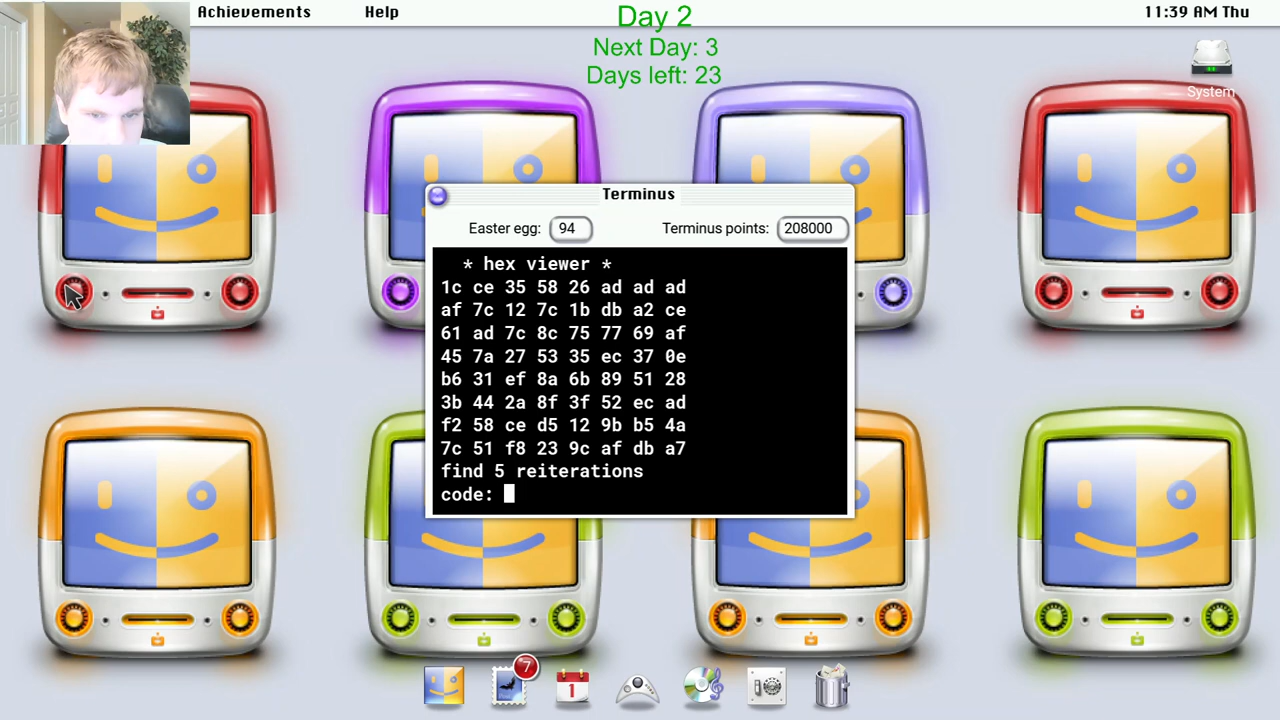 Achievements Help Day 2 11:39 AM Thu
Next Day: 3
Days left: 23
System
Terminus
Easter egg: 94 Terminus points: 208000
* hex viewer *
1c ce 35 58 26 ad ad ad
af 7c 12 7c 1b db a2 ce
61 ad 7c 8c 75 77 69 af
45 7a 27 53 35 ec 37 0e
b6 31 ef 8a 6b 89 51 28
3b 44 2a 8f 3f 52 ec ad
f2 58 ce d5 12 9b b5 4a
7c 51 f8 23 9c af db a7
find 5 reiterations
code:
7
1